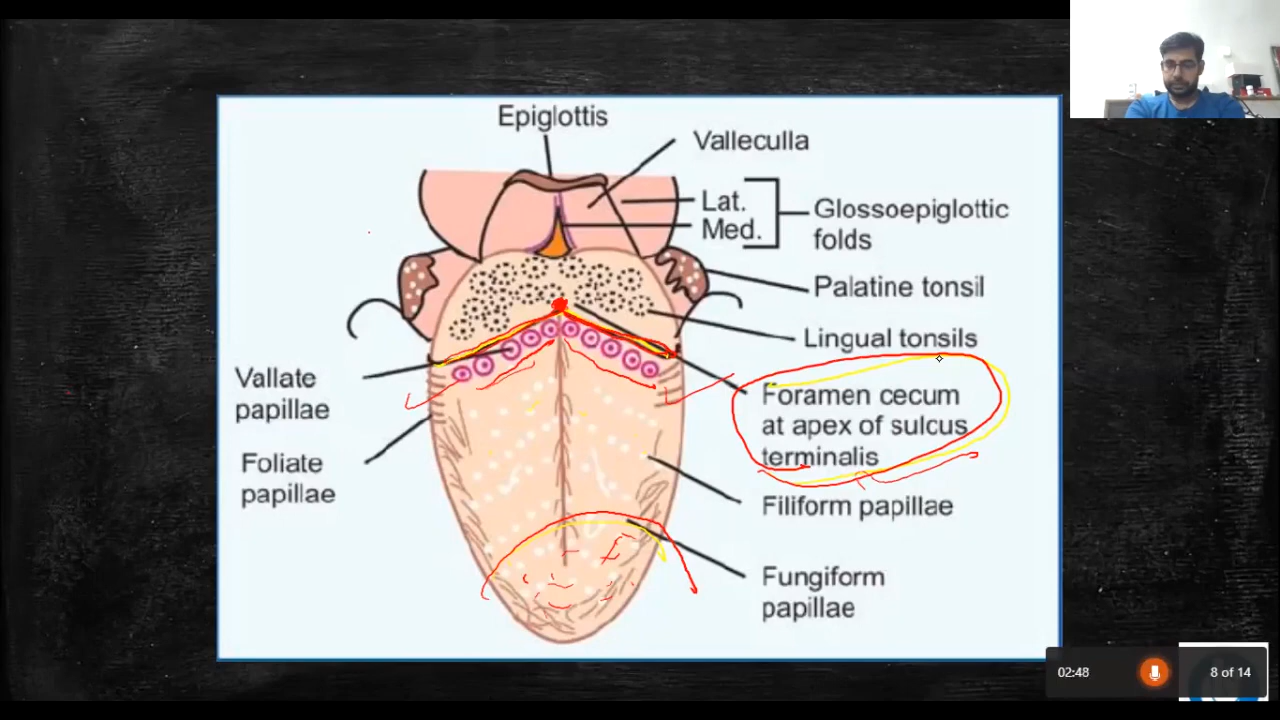 Epiglottis
Valleculla
Lat.
Med.
Glossoepiglottic
folds
Palatine tonsil
Lingual tonsils
Vallate
papillae
Foramen cecum
at apex of sulcus
terminalis
Foliate
papillae
Filiform papillae
Fungiform
papillae
02:48
8 of 14